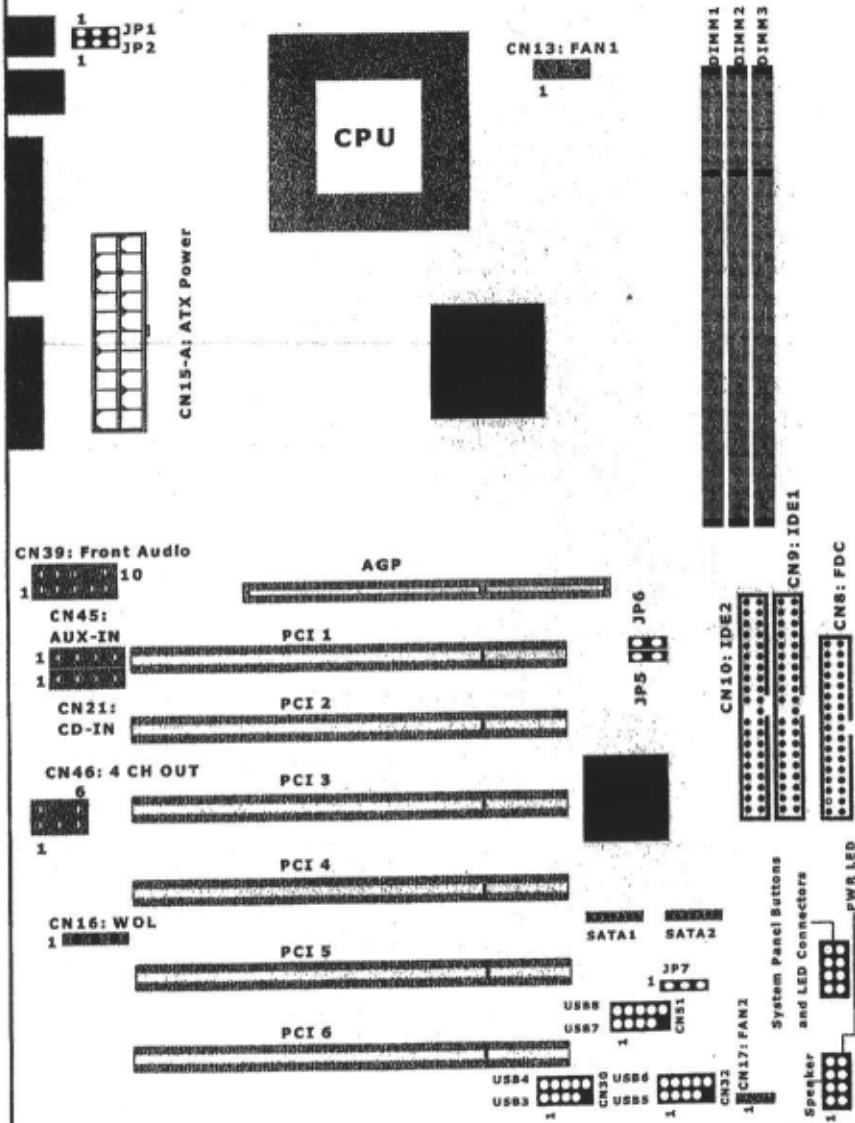 1
JP1
JP2
1
CN13: FAN1
1
DIMM1
DIMM2
DIMM3
CPU
CN15-A: ATX Power
CN39: Front Audio
1
10
AGP
CN45:
AUX-IN
1
1
PCI 1
JP6
JP5
CN10: IDE2
CN9: IDE1
CN8: FDC
CN21:
CD-IN
PCI 2
CN46: 4 CH OUT
6
1
PCI 3
PCI 4
CN16: WOL
1
SATA1
SATA2
System Panel Buttons
and LED Connectors
PWR LED
PCI 5
JP7
1
USB8
USB7
CN51
1
CN17: FAN2
1
PCI 6
USB4
USB3
CN30
1
USB6
USB5
CN32
1
Speaker
1